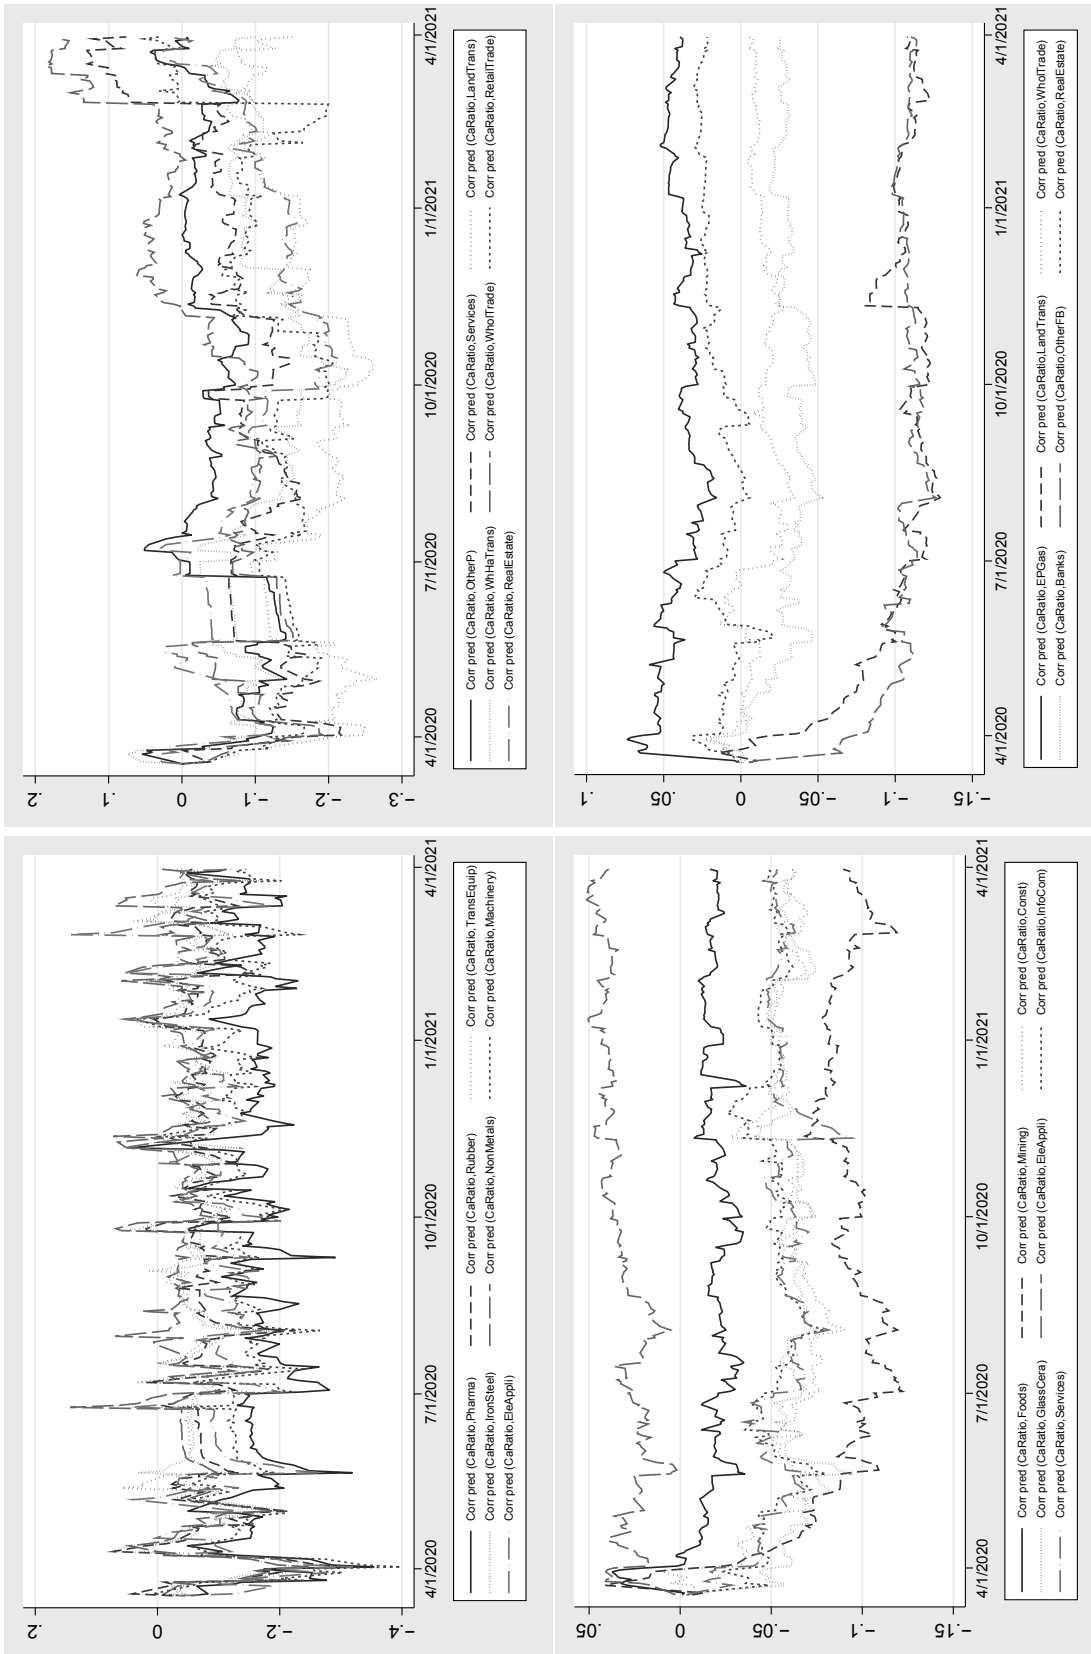 .2
0
-.2
-.4
4/1/2020 7/1/2020 10/1/2020 1/1/2021 4/1/2021
Corr pred (CaRatio,Pharma) Corr pred (CaRatio,Rubber) Corr pred (CaRatio,TransEquip)
Corr pred (CaRatio,IronSteel) Corr pred (CaRatio,NonMetals) Corr pred (CaRatio,Machinery)
Corr pred (CaRatio,EleAppli)
.2
.1
0
-.1
-.2
-.3
4/1/2020 7/1/2020 10/1/2020 1/1/2021 4/1/2021
Corr pred (CaRatio,OtherP) Corr pred (CaRatio,Services) Corr pred (CaRatio,LandTrans)
Corr pred (CaRatio,WhHaTrans) Corr pred (CaRatio,WholTrade) Corr pred (CaRatio,RetailTrade)
Corr pred (CaRatio,RealEstate)
.05
0
-.05
-.1
-.15
4/1/2020 7/1/2020 10/1/2020 1/1/2021 4/1/2021
Corr pred (CaRatio,Foods) Corr pred (CaRatio,Mining) Corr pred (CaRatio,Const)
Corr pred (CaRatio,GlassCera) Corr pred (CaRatio,EleAppli) Corr pred (CaRatio,InfoCom)
Corr pred (CaRatio,Services)
.1
.05
0
-.05
-.1
-.15
4/1/2020 7/1/2020 10/1/2020 1/1/2021 4/1/2021
Corr pred (CaRatio,EPGas) Corr pred (CaRatio,LandTrans) Corr pred (CaRatio,WholTrade)
Corr pred (CaRatio,Banks) Corr pred (CaRatio,OtherFB) Corr pred (CaRatio,RealEstate)